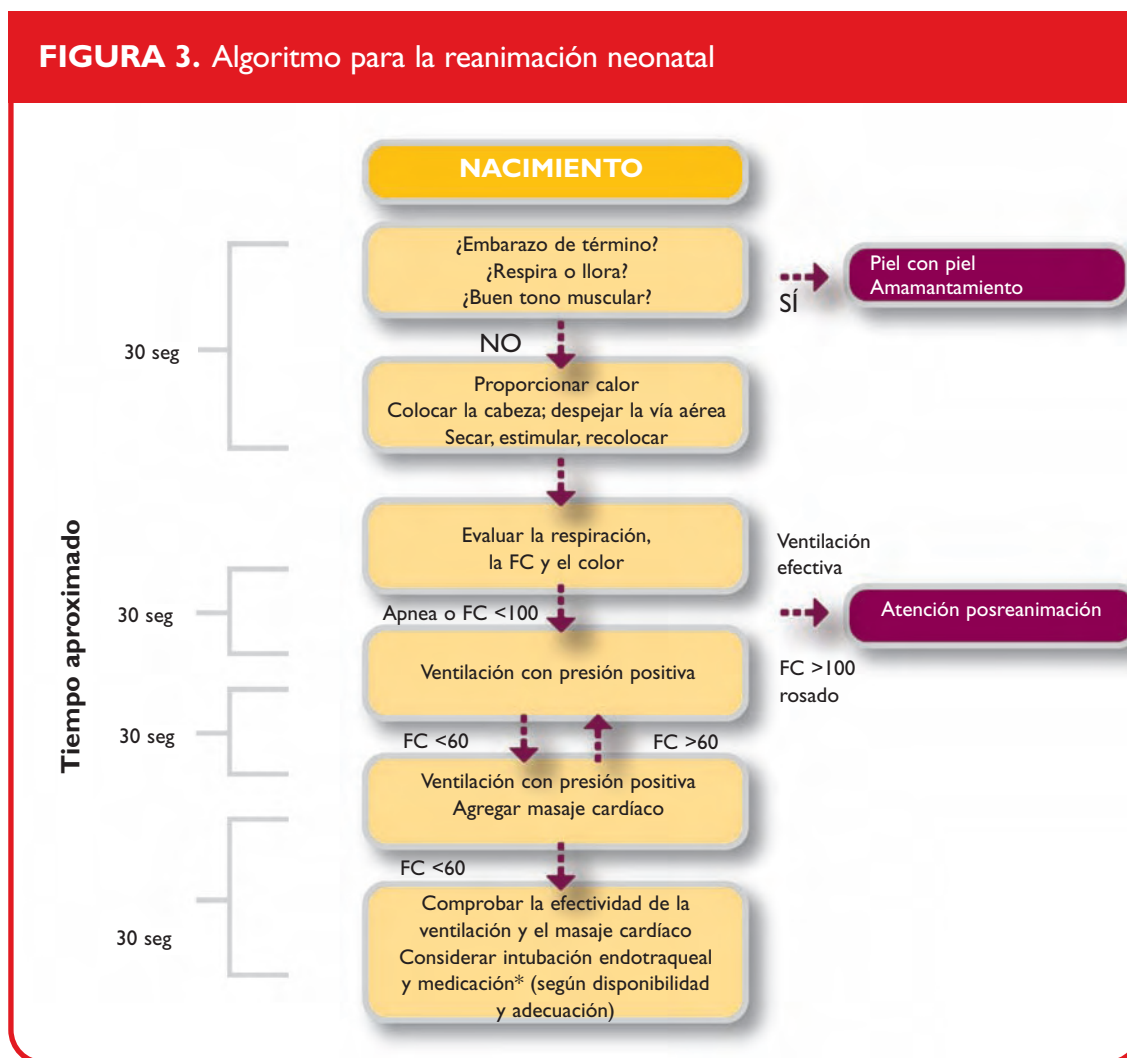 FIGURA 3. Algoritmo para la reanimación neonatal
NACIMIENTO
¿Embarazo de término?
¿Respira o llora?
¿Buen tono muscular?
SÍ
Piel con piel
Amamantamiento
30 seg
NO
Proporcionar calor
Colocar la cabeza; despejar la vía aérea
Secar, estimular, recolocar
Tiempo aproximado
Evaluar la respiración,
la FC y el color
Ventilación
efectiva
30 seg
Apnea o FC <100
Atención posreanimación
Ventilación con presión positiva
FC >100
rosado
30 seg
FC <60
FC >60
Ventilación con presión positiva
Agregar masaje cardíaco
FC <60
30 seg
Comprobar la efectividad de la
ventilación y el masaje cardíaco
Considerar intubación endotraqueal
y medicación* (según disponibilidad
y adecuación)